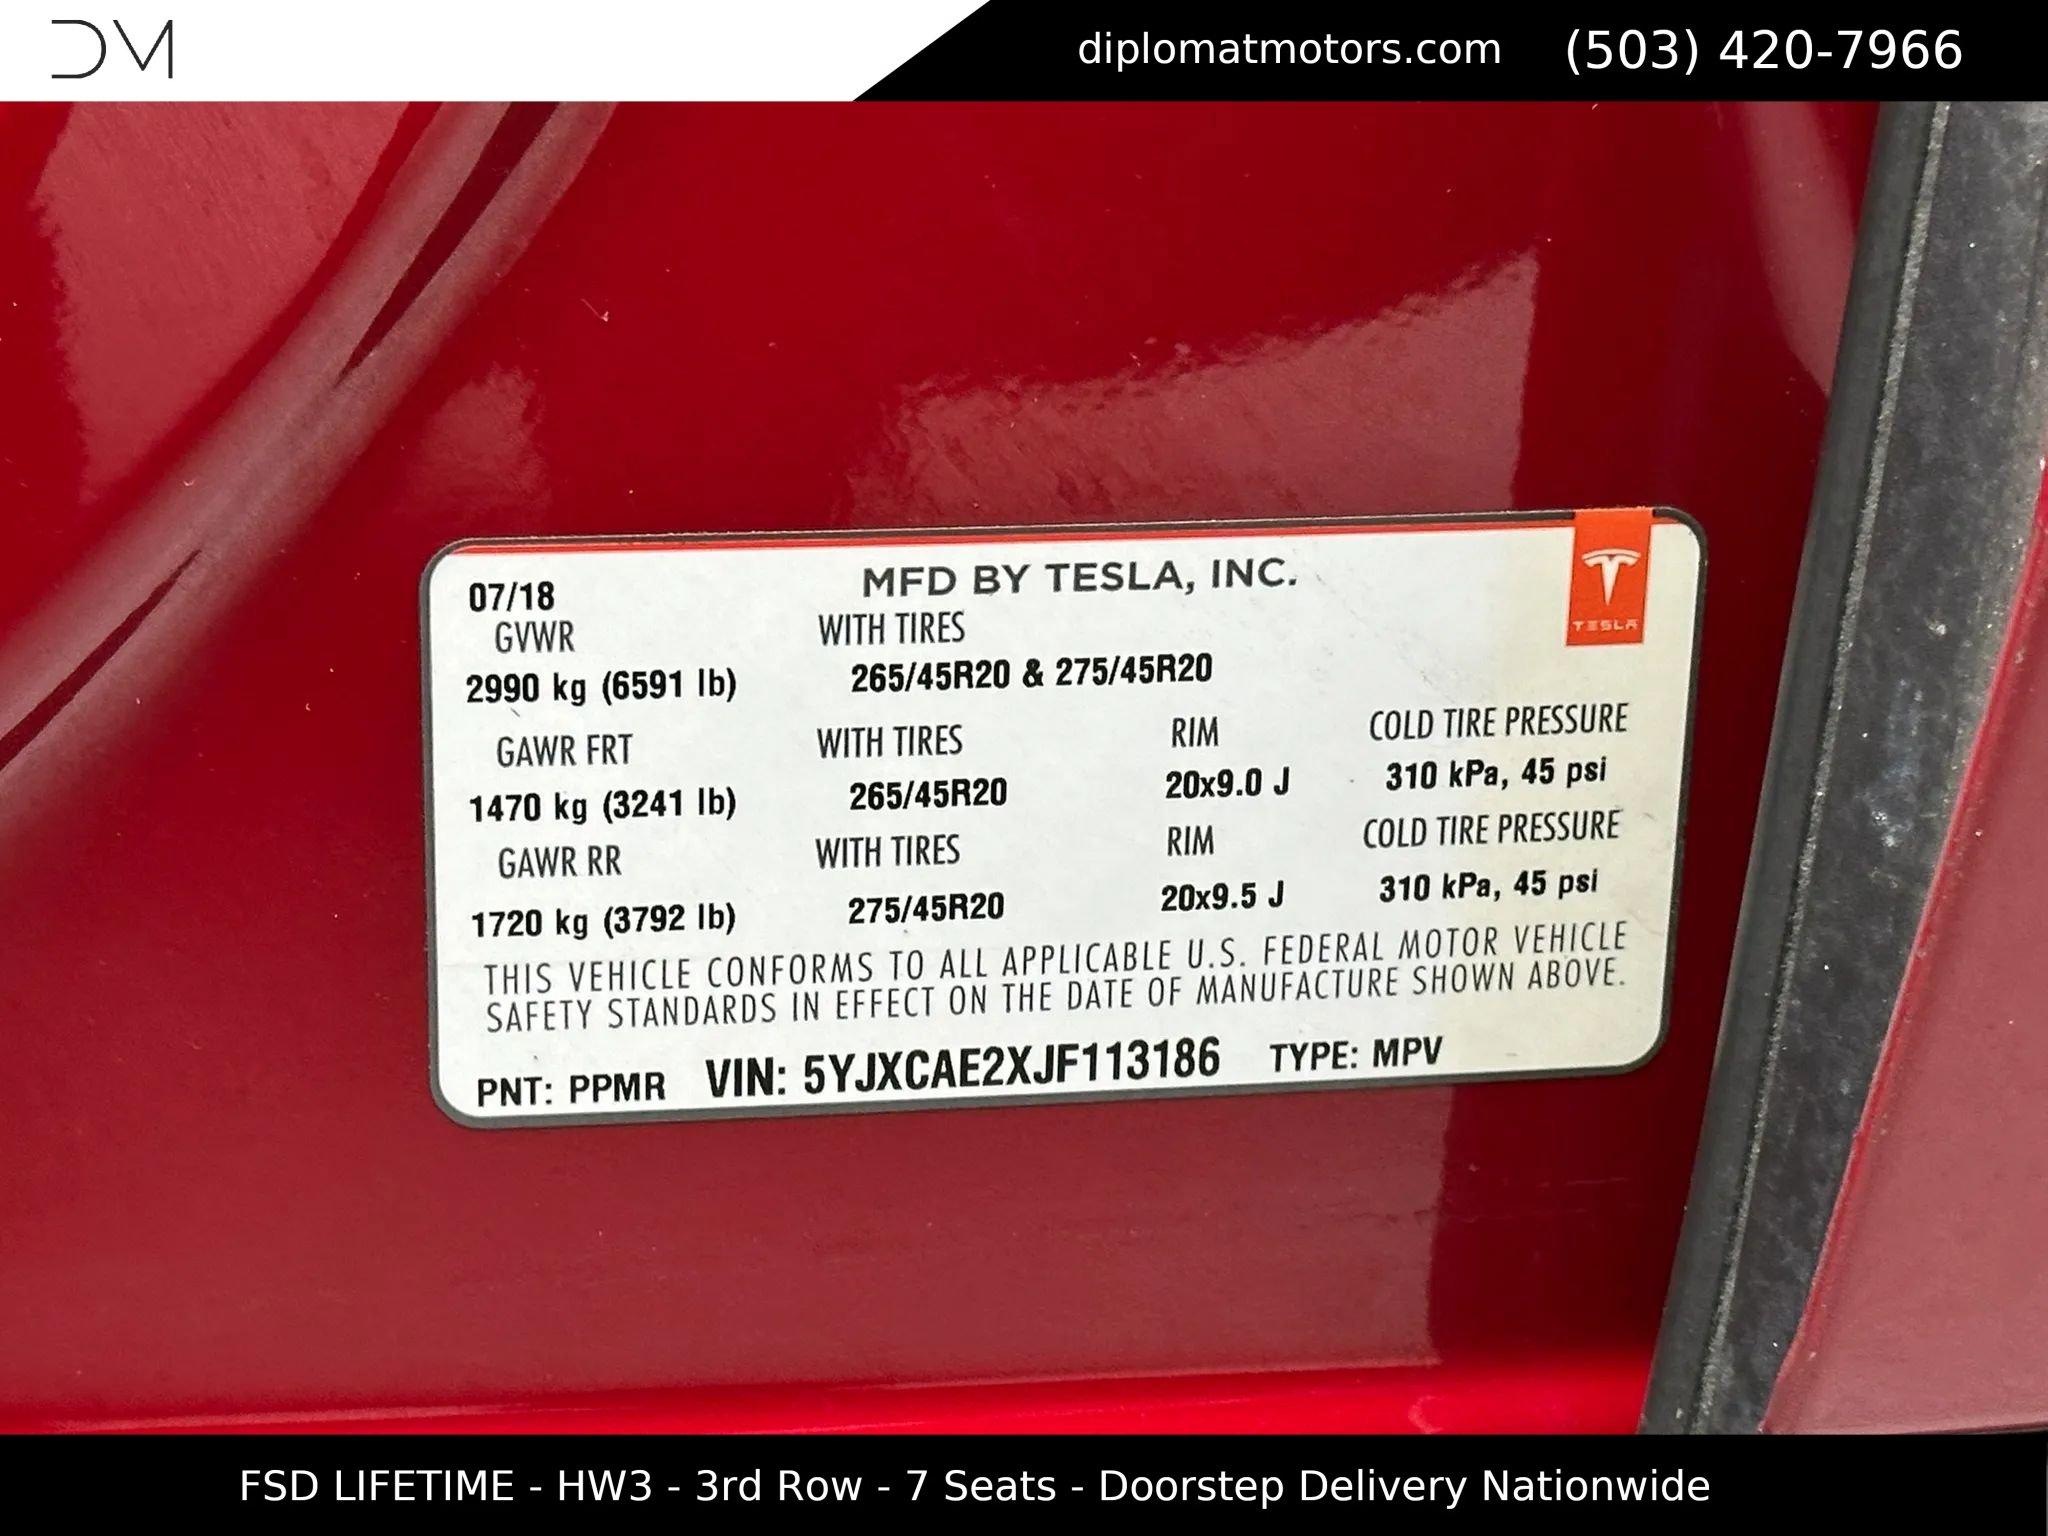 DM
diplomatmotors.com (503) 420-7966
07/18 MFD BY TESLA, INC.
GVWR WITH TIRES
TESLA
2990 kg (6591 lb) 265/45R20 & 275/45R20
GAWR FRT WITH TIRES RIM COLD TIRE PRESSURE
1470 kg (3241 lb) 265/45R20 20x9.0 J 310 kPa, 45 psi
GAWR RR WITH TIRES RIM COLD TIRE PRESSURE
1720 kg (3792 lb) 275/45R20 20x9.5 J 310 kPa, 45 psi
THIS VEHICLE CONFORMS TO ALL APPLICABLE U.S. FEDERAL MOTOR VEHICLE
SAFETY STANDARDS IN EFFECT ON THE DATE OF MANUFACTURE SHOWN ABOVE.
PNT: PPMR VIN: 5YJXCAE2XJF113186 TYPE: MPV
FSD LIFETIME - HW3 - 3rd Row - 7 Seats - Doorstep Delivery Nationwide